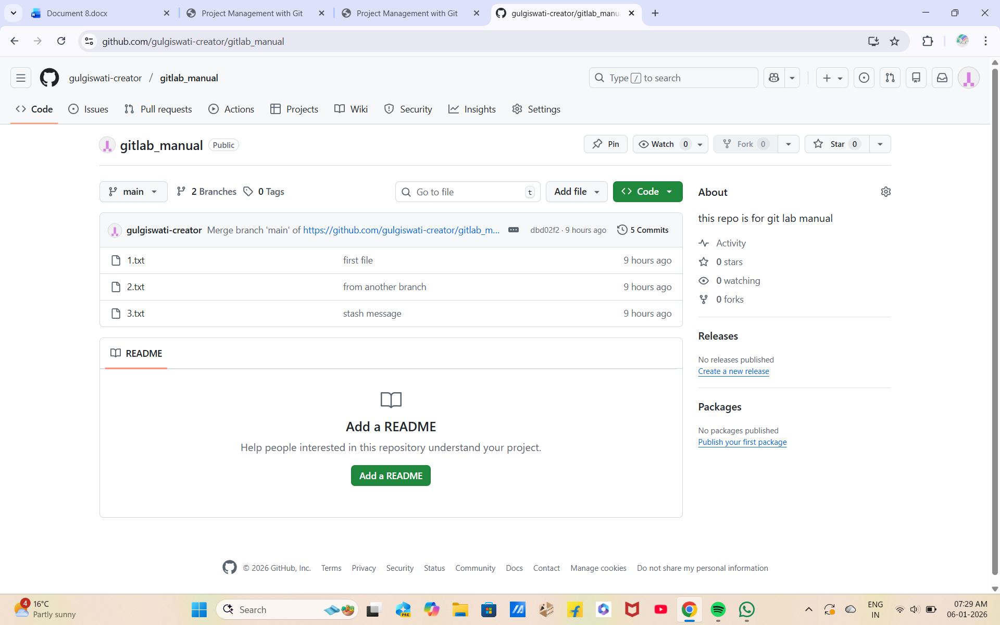 Document 8.docx
Project Management with Git
Project Management with Git
gulgiswati-creator/gitlab_manu
github.com/gulgiswati-creator/gitlab_manual
gulgiswati-creator / gitlab_manual
Type / to search
Code
Issues
Pull requests
Actions
Projects
Wiki
Security
Insights
Settings
gitlab_manual Public
Pin
Watch 0
Fork 0
Star 0
main
2 Branches
0 Tags
Go to file t
Add file
Code
gulgiswati-creator Merge branch 'main' of https://github.com/gulgiswati-creator/gitlab_m... dbd02f2 · 9 hours ago 5 Commits
1.txt first file 9 hours ago
2.txt from another branch 9 hours ago
3.txt stash message 9 hours ago
README
Add a README
Help people interested in this repository understand your project.
Add a README
About
this repo is for git lab manual
Activity
0 stars
0 watching
0 forks
Releases
No releases published
Create a new release
Packages
No packages published
Publish your first package
© 2026 GitHub, Inc. Terms Privacy Security Status Community Docs Contact Manage cookies Do not share my personal information
4
16°C
Partly sunny
Search
PRE
ENG
IN
07:29 AM
06-01-2026